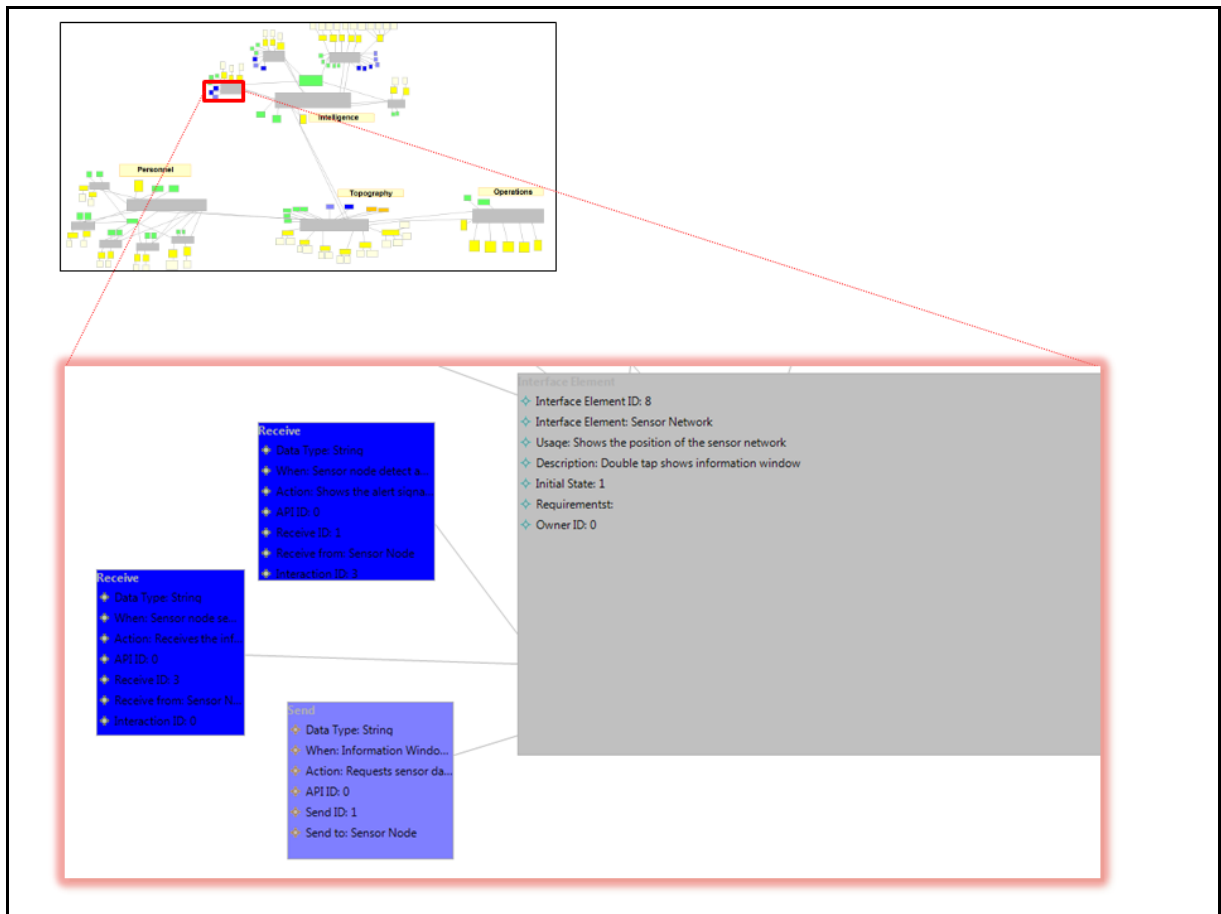 Intelligence
Personnel
Topography
Operations
Interface Element
Interface Element ID: 8
Interface Element: Sensor Network
Usage: Shows the position of the sensor network
Description: Double tap shows information window
Initial State: 1
Requirementst:
Owner ID: 0
Receive
Data Type: String
When: Sensor node detect a...
Action: Shows the alert signa...
API ID: 0
Receive ID: 1
Receive from: Sensor Node
Interaction ID: 3
Receive
Data Type: String
When: Sensor node se...
Action: Receives the inf...
API ID: 0
Receive ID: 3
Receive from: Sensor N...
Interaction ID: 0
Send
Data Type: String
When: Information Windo...
Action: Requests sensor da...
API ID: 0
Send ID: 1
Send to: Sensor Node